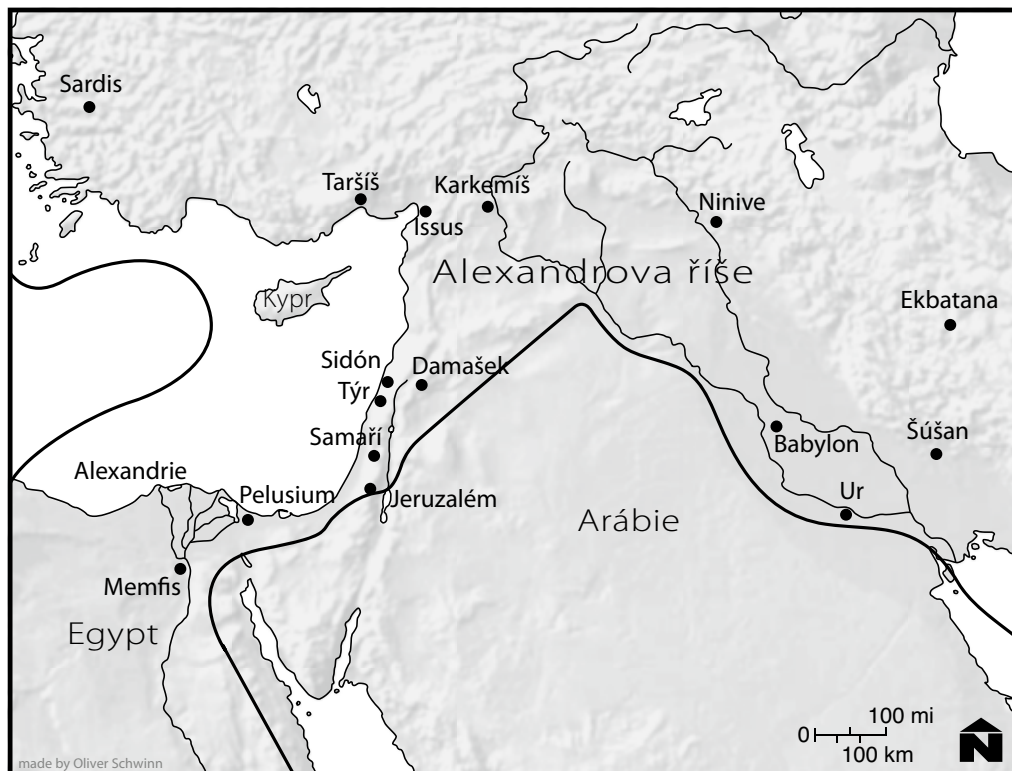 Sardis
Taršíš
Karkemíš
Issus
Ninive
Alexandrova říše
Kypr
Ekbatana
Sidón
Damašek
Týr
Samaří
Babylon
Šúšan
Alexandrie
Pelusium
Jeruzalém
Ur
Arábie
Memfis
Egypt
0 100 mi
100 km
N
made by Oliver Schwinn